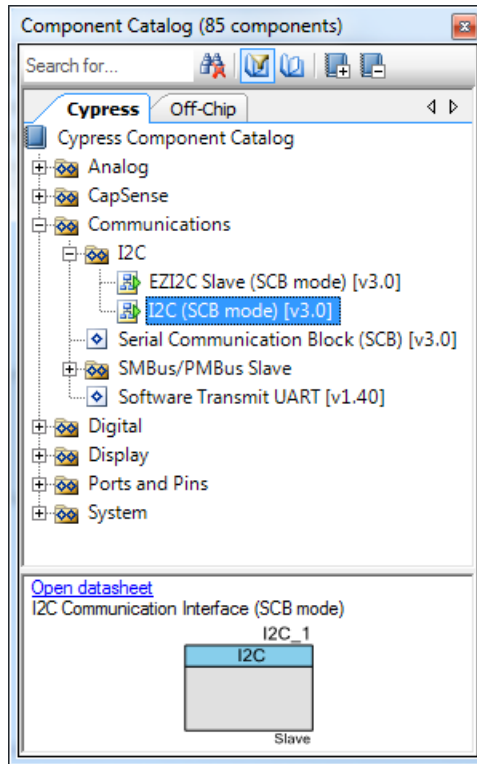 Component Catalog (85 components)
Search for...
Cypress Off-Chip
Cypress Component Catalog
Analog
CapSense
Communications
I2C
EZI2C Slave (SCB mode) [v3.0]
I2C (SCB mode) [v3.0]
Serial Communication Block (SCB) [v3.0]
SMBus/PMBus Slave
Software Transmit UART [v1.40]
Digital
Display
Ports and Pins
System
Open datasheet
I2C Communication Interface (SCB mode)
I2C_1
I2C
Slave